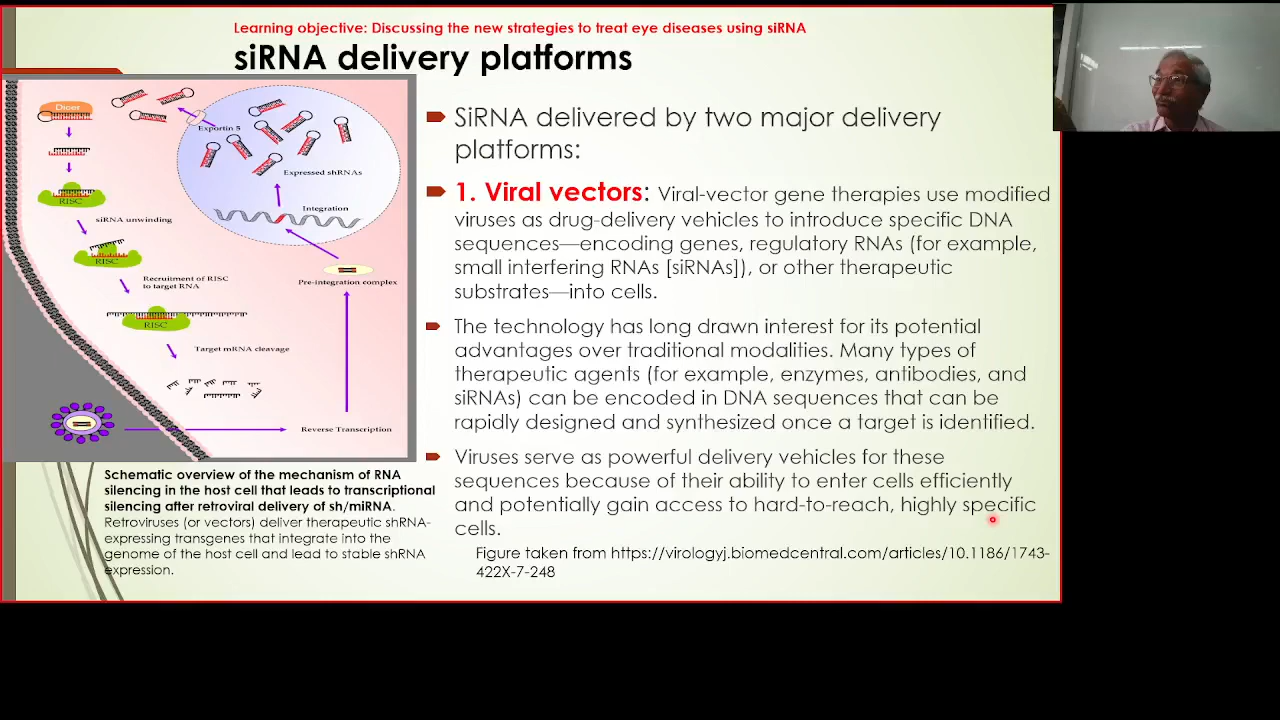 Learning objective: Discussing the new strategies to treat eye diseases using siRNA
siRNA delivery platforms
Dicer
Exportin 5
Expressed shRNAs
RISC
Integration
siRNA unwinding
RISC
Recruitment of RISC
to target RNA
Pre-integration complex
RISC
Target mRNA cleavage
Reverse Transcription
Schematic overview of the mechanism of RNA
silencing in the host cell that leads to transcriptional
silencing after retroviral delivery of sh/miRNA.
Retroviruses (or vectors) deliver therapeutic shRNA-
expressing transgenes that integrate into the
genome of the host cell and lead to stable shRNA
expression.
SiRNA delivered by two major delivery
platforms:
1. Viral vectors: Viral-vector gene therapies use modified
viruses as drug-delivery vehicles to introduce specific DNA
sequences—encoding genes, regulatory RNAs (for example,
small interfering RNAs [siRNAs]), or other therapeutic
substrates—into cells.
The technology has long drawn interest for its potential
advantages over traditional modalities. Many types of
therapeutic agents (for example, enzymes, antibodies, and
siRNAs) can be encoded in DNA sequences that can be
rapidly designed and synthesized once a target is identified.
Viruses serve as powerful delivery vehicles for these
sequences because of their ability to enter cells efficiently
and potentially gain access to hard-to-reach, highly specific
cells.
Figure taken from https://virologyj.biomedcentral.com/articles/10.1186/1743-
422X-7-248